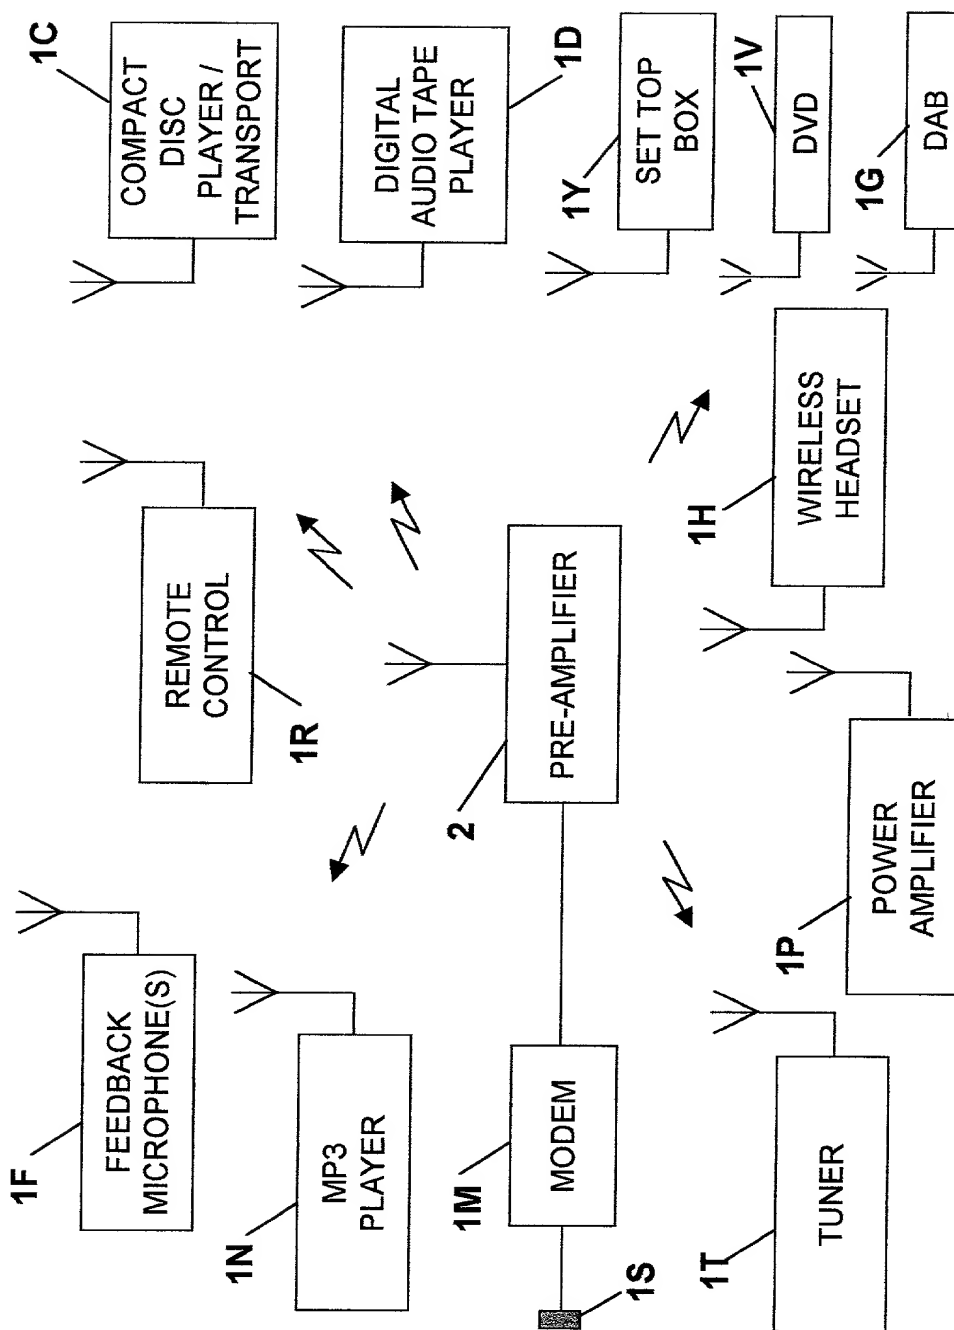 1F
FEEDBACK
MICROPHONE(S)
1N
MP3
PLAYER
1M
MODEM
1S
1T
TUNER
REMOTE
CONTROL
1R
2
PRE-AMPLIFIER
1P
POWER
AMPLIFIER
1H
WIRELESS
HEADSET
1C
COMPACT
DISC
PLAYER /
TRANSPORT
DIGITAL
AUDIO TAPE
PLAYER
1D
1Y
SET TOP
BOX
1V
DVD
1G
DAB